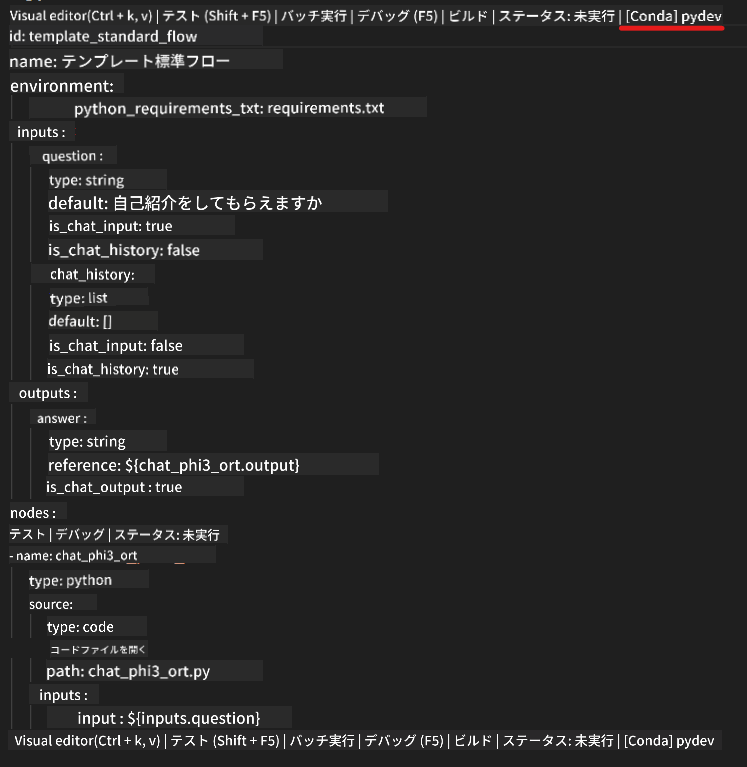 Visual editor(Ctrl + k, v) | テスト (Shift + F5) | バッチ実行 | デバッグ (F5) | ビルド | ステータス: 未実行 | [Conda] pydev
id: template_standard_flow
name: テンプレート標準フロー
environment:
python_requirements_txt: requirements.txt
inputs :
question :
type: string
default: 自己紹介をしてもらえますか
is_chat_input: true
is_chat_history: false
chat_history:
type: list
default: []
is_chat_input: false
is_chat_history: true
outputs :
answer :
type: string
reference: ${chat_phi3_ort.output}
is_chat_output : true
nodes :
テスト | デバッグ | ステータス: 未実行
- name: chat_phi3_ort
type: python
source:
type: code
コードファイルを開く
path: chat_phi3_ort.py
inputs :
input : ${inputs.question}
Visual editor(Ctrl + k, v) | テスト (Shift + F5) | バッチ実行 | デバッグ (F5) | ビルド | ステータス: 未実行 | [Conda] pydev